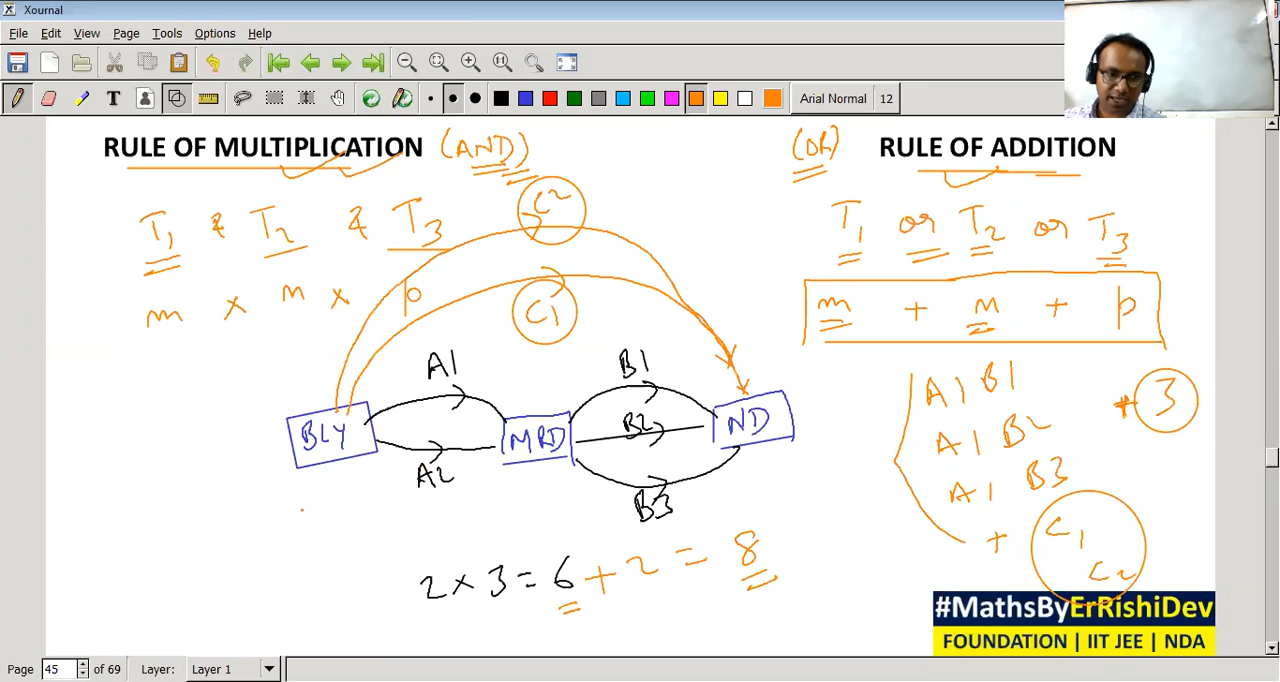 Xournal
File Edit View Page Tools Options Help
Arial Normal 12
RULE OF MULTIPLICATION (AND)
(OR) RULE OF ADDITION
T1 & T2 & T3
m × n × p
T1 or T2 or T3
m + n + p
C2
C1
A1
A2
B1
B2
B3
BLY
MRD
ND
A1 B1
A1 B2
A1 B3
3
+ C1
C2
2 × 3 = 6 + 2 = 8
#MathsByErRishiDev
FOUNDATION | IIT JEE | NDA
Page 45 of 69 Layer: Layer 1